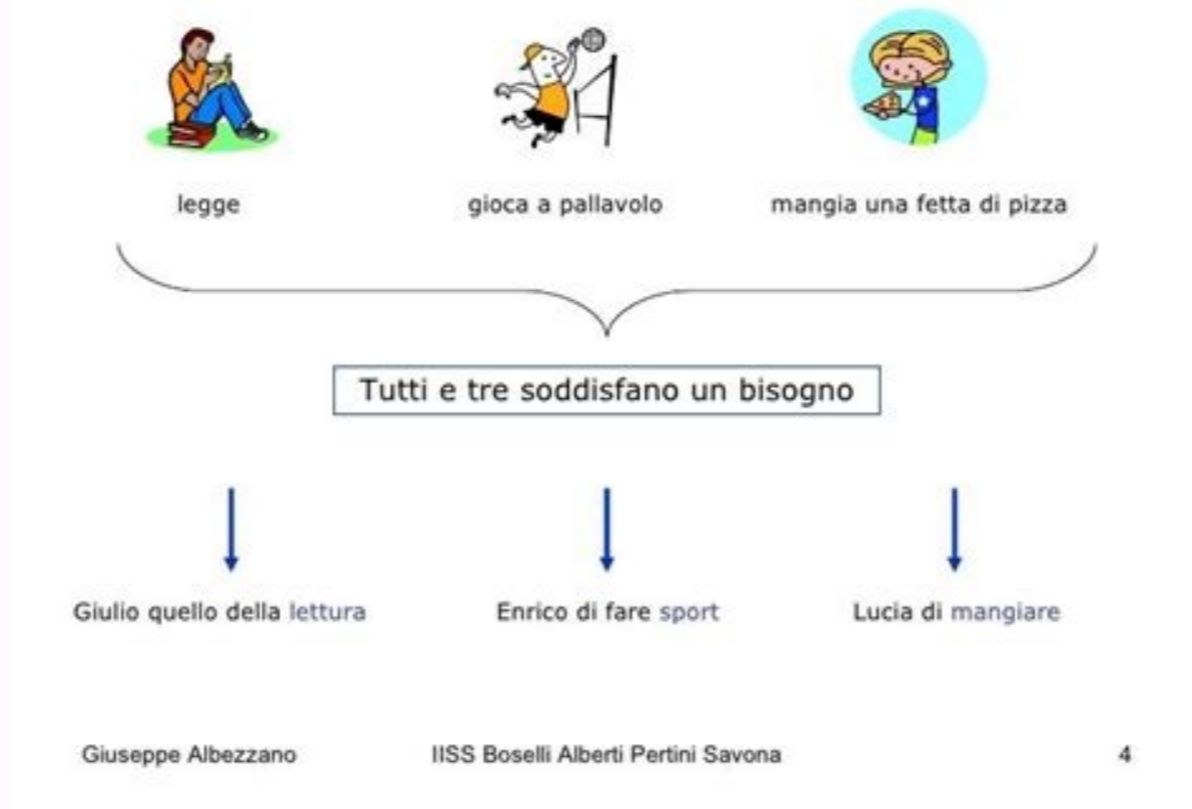 legge
gioca a pallavolo
mangia una fetta di pizza
Tutti e tre soddisfano un bisogno
Giulio quello della lettura
Enrico di fare sport
Lucia di mangiare
Giuseppe Albezzano
IISS Boselli Alberti Pertini Savona
4